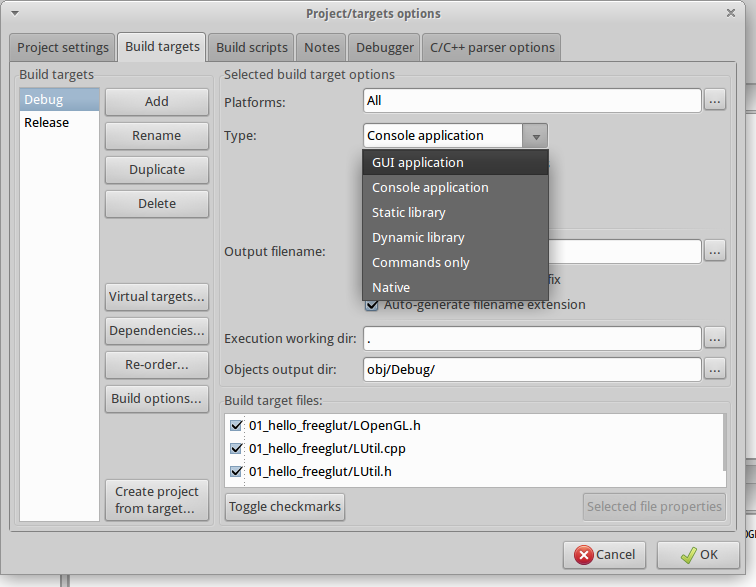 Project/targets options
Project settings
Build targets
Build scripts
Notes
Debugger
C/C++ parser options
Build targets
Debug
Release
Add
Rename
Duplicate
Delete
Virtual targets...
Dependencies...
Re-order...
Build options...
Create project
from target...
Selected build target options
Platforms:
All
...
Type:
Console application
GUI application
Console application
Static library
Dynamic library
Commands only
Native
Output filename:
...
Auto-generate filename extension
Execution working dir:
.
...
Objects output dir:
obj/Debug/
...
Build target files:
01_hello_freeglut/LOpenGL.h
01_hello_freeglut/LUtil.cpp
01_hello_freeglut/LUtil.h
Toggle checkmarks
Selected file properties
Cancel
OK